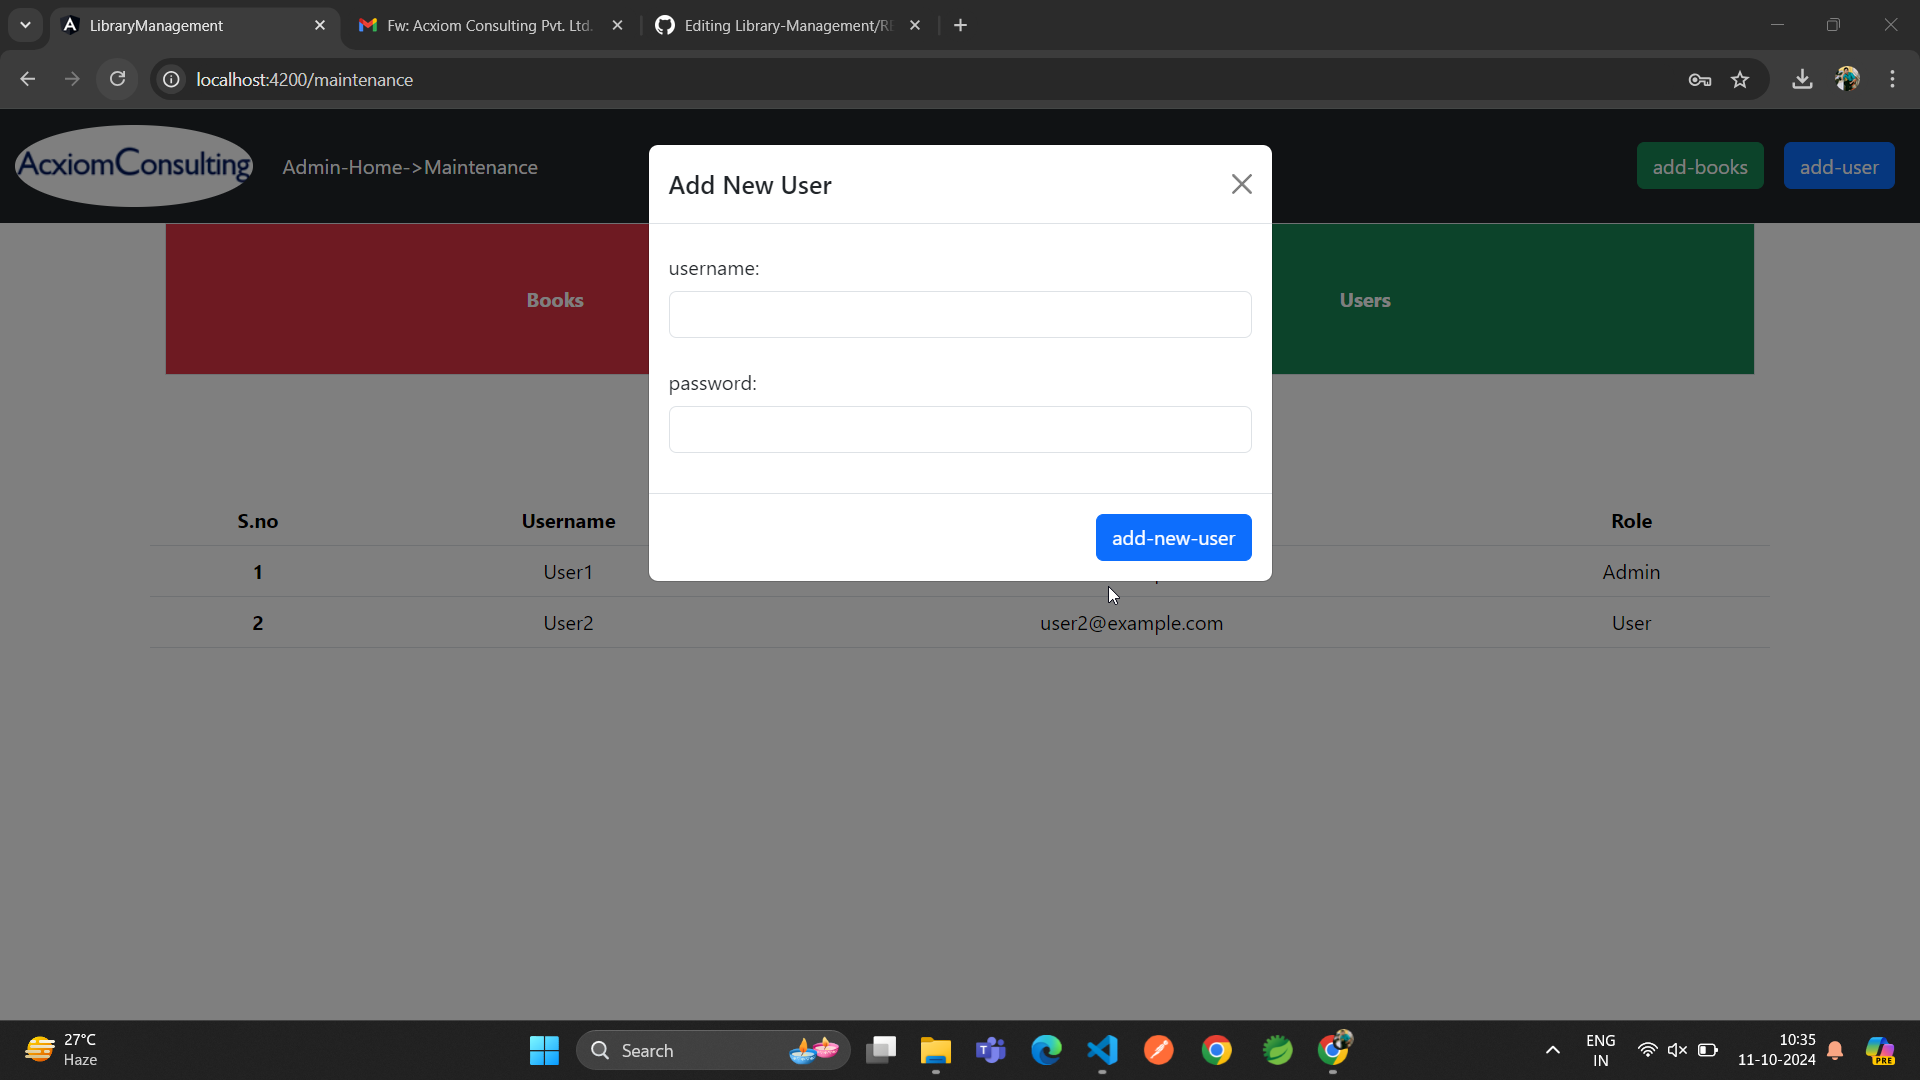 LibraryManagement
Fw: Acxiom Consulting Pvt. Ltd.
Editing Library-Management/RE
localhost:4200/maintenance
AcxiomConsulting
Admin-Home->Maintenance
add-books
add-user
Add New User
Books
Users
username:
password:
add-new-user
S.no
Username
Role
1
User1
Admin
2
User2
user2@example.com
User
27°C
Haze
Search
PRE
ENG
IN
10:35
11-10-2024